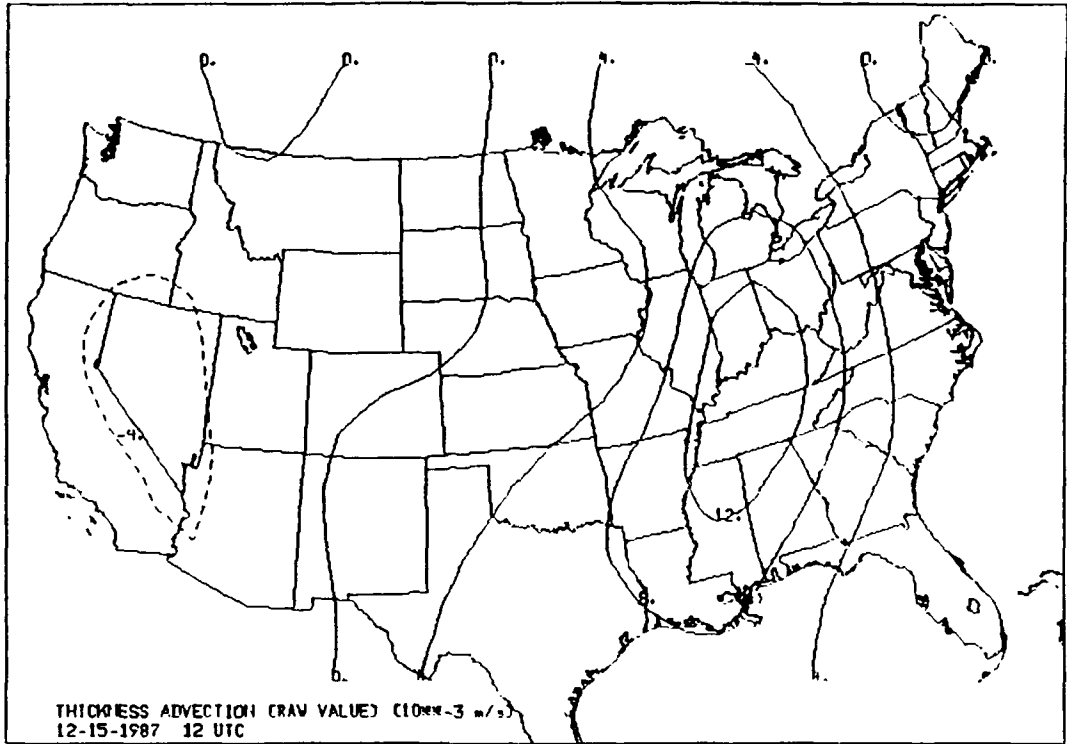 0. 0. 0. 4. 4. 0. 0.
8
-4.
12.
8.
0. 4.
THICKNESS ADVECTION (RAW VALUE) (10**-3 m/s)
12-15-1987 12 UTC